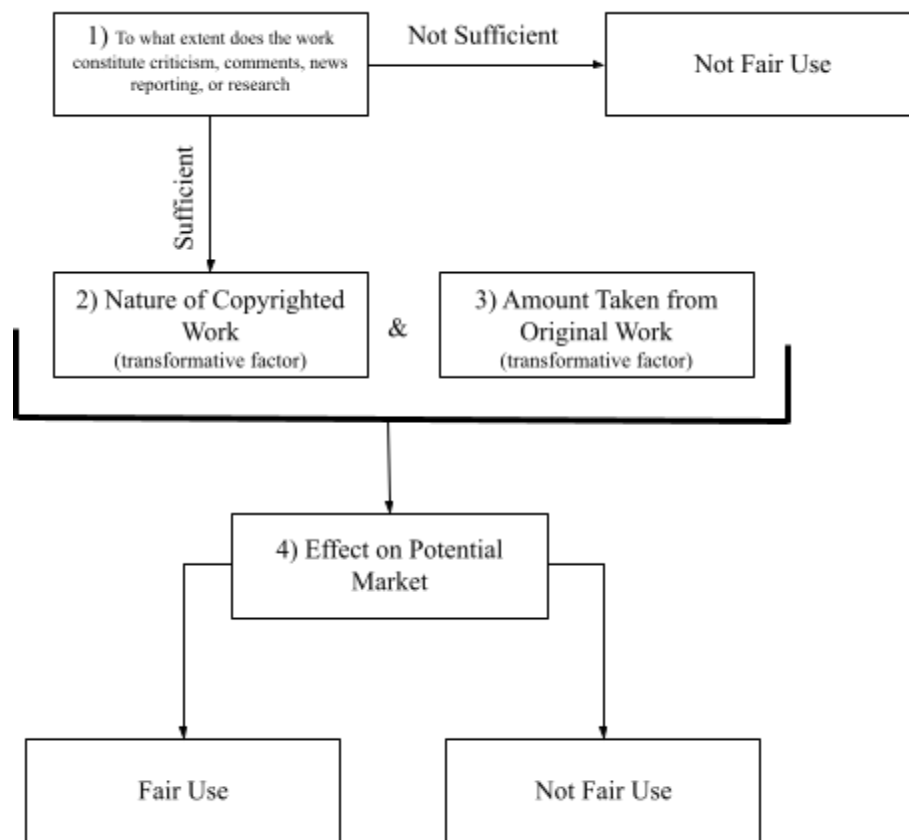 1) To what extent does the work
constitute criticism, comments, news
reporting, or research
Not Sufficient
Not Fair Use
Sufficient
2) Nature of Copyrighted
Work
(transformative factor)
&
3) Amount Taken from
Original Work
(transformative factor)
4) Effect on Potential
Market
Fair Use
Not Fair Use